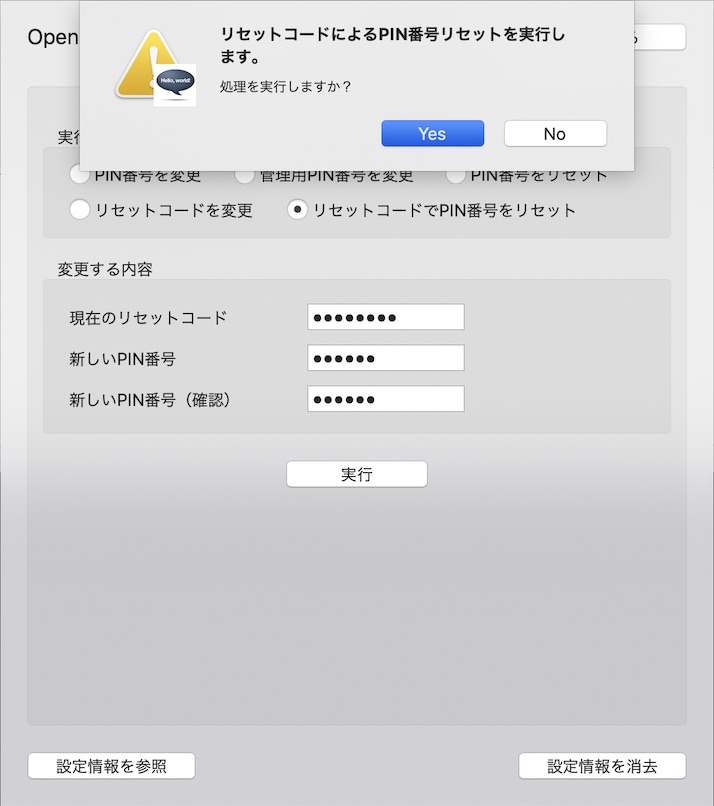 リセットコードによるPIN番号リセットを実行し
ます。
Hello, world!
処理を実行しますか？
Yes
No
Open
PIN番号を変更
管理用PIN番号を変更
PIN番号をリセット
リセットコードを変更
リセットコードでPIN番号をリセット
変更する内容
現在のリセットコード
新しいPIN番号
新しいPIN番号（確認）
実行
設定情報を参照
設定情報を消去